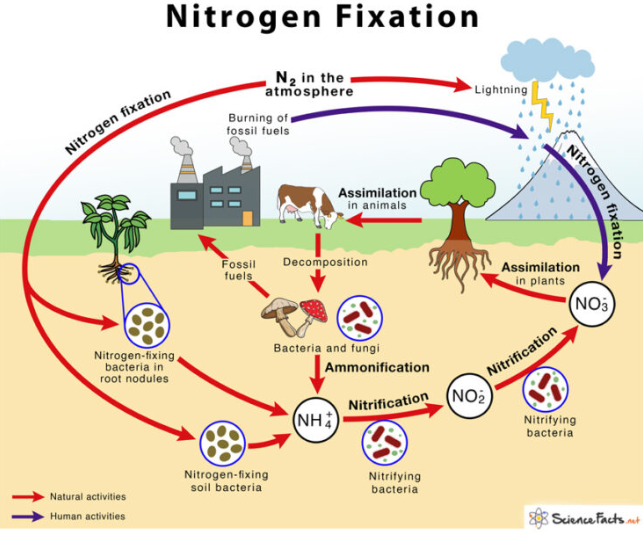 Nitrogen Fixation
N₂ in the
atmosphere
Lightning
Nitrogen fixation
Burning of
fossil fuels
Nitrogen fixation
Assimilation
in animals
Fossil
fuels
Decomposition
Assimilation
in plants
NO₃⁻
Nitrogen-fixing
bacteria in
root nodules
Bacteria and fungi
Ammonification
Nitrification
NH₄⁺
Nitrification
NO₂⁻
Nitrifying
bacteria
Nitrogen-fixing
soil bacteria
Nitrifying
bacteria
Natural activities
Human activities
ScienceFacts.net